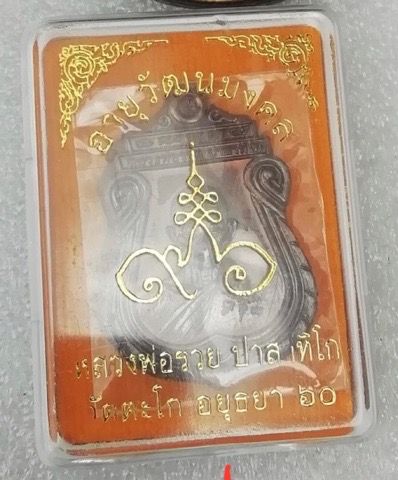 อายุวัฒนมงคล
หลวงพ่อรวย ปาสาทิโก
วัดตะโก อยุธยา ๖๐